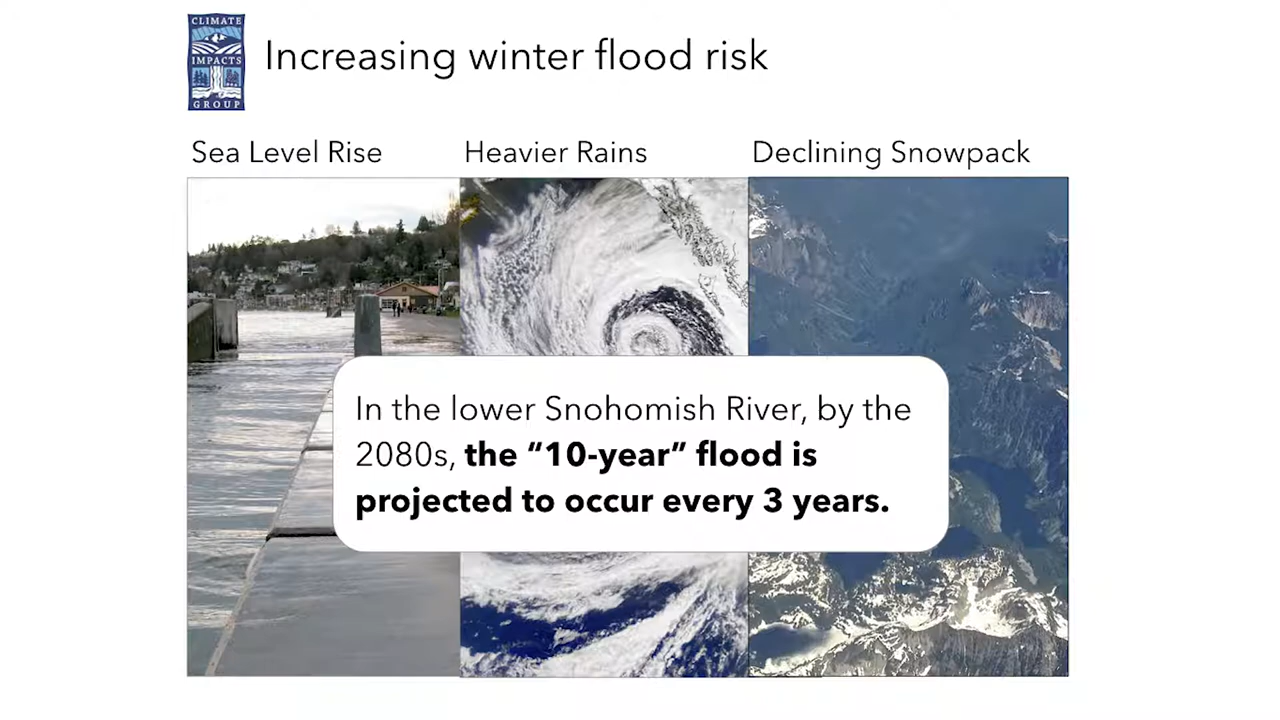 CLIMATE
IMPACTS
GROUP
Increasing winter flood risk
Sea Level Rise
Heavier Rains
Declining Snowpack
In the lower Snohomish River, by the
2080s, the “10-year” flood is
projected to occur every 3 years.